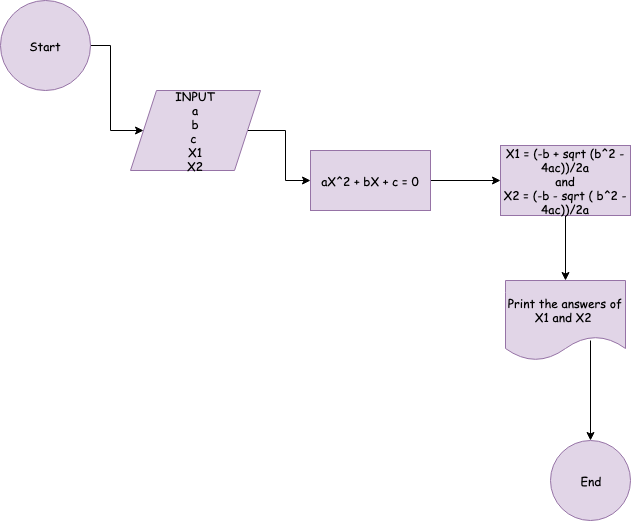 Start
INPUT
a
b
c
X1
X2
aX^2 + bX + c = 0
X1 = (-b + sqrt (b^2 -
4ac))/2a
and
X2 = (-b - sqrt ( b^2 -
4ac))/2a
Print the answers of
X1 and X2
End